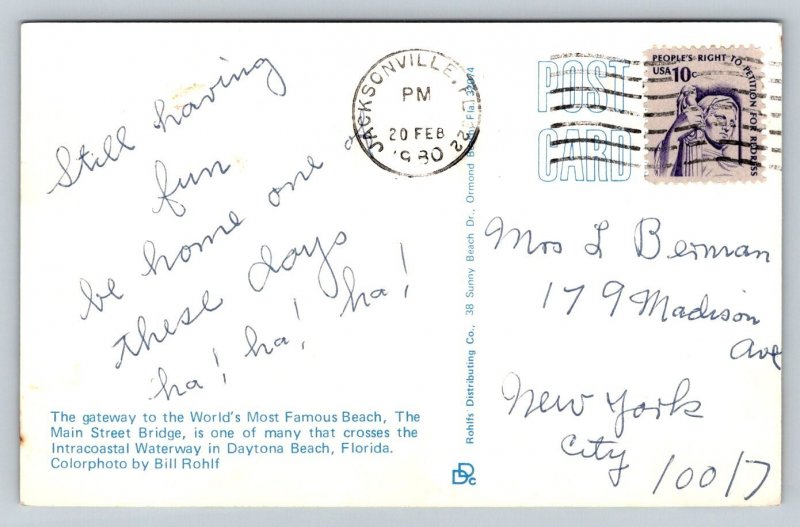 Still having
fun
be home one
these days
ha! ha! ha!
The gateway to the World's Most Famous Beach, The
Main Street Bridge, is one of many that crosses the
Intracoastal Waterway in Daytona Beach, Florida.
Colorphoto by Bill Rohlf
JACKSONVILLE, FL 322
PM
20 FEB
1980
Rohlfs Distributing Co., 38 Sunny Beach Dr., Ormond Beach, Fla. 32074
DDc
POST
CARD
PEOPLE'S RIGHT TO PETITION FOR REDRESS
USA 10c
Mrs L Berman
179 Madison
Ave
New York
City
10017